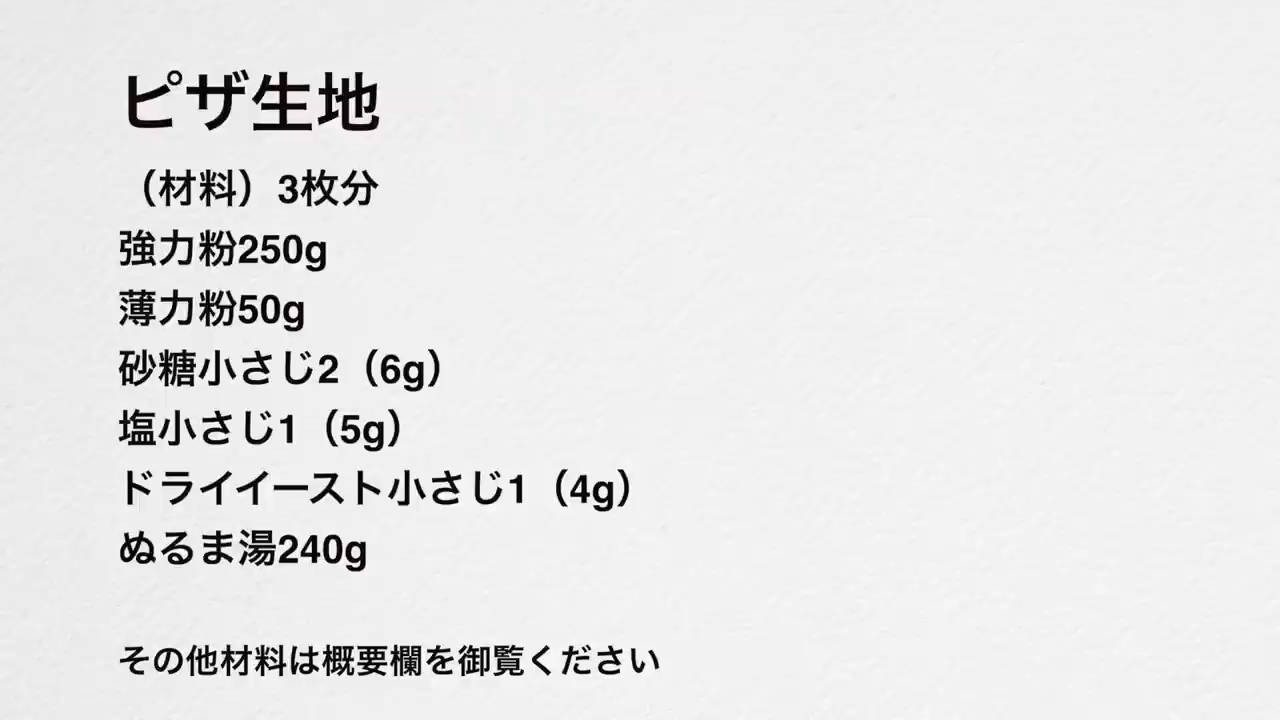 ピザ生地
（材料）3枚分
強力粉250g
薄力粉50g
砂糖小さじ2（6g）
塩小さじ1（5g）
ドライイースト小さじ1（4g）
ぬるま湯240g
その他材料は概要欄を御覧ください